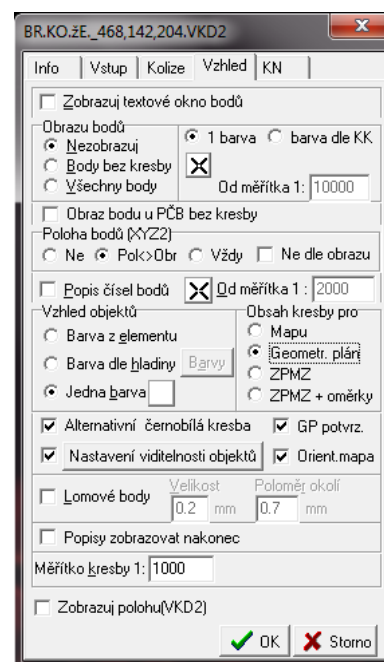 BR.KO.žE._468,142,204.VKD2
Info Vstup Kolize Vzhled KN
Zobrazuj textové okno bodů
Obrazu bodů
Nezobrazuj
Body bez kresby
Všechny body
1 barva barva dle KK
Od měřítka 1: 10000
Obraz bodu u PČB bez kresby
Poloha bodů (XYZ2)
Ne Pol<>Obr Vždy Ne dle obrazu
Popis čísel bodů Od měřítka 1 : 2000
Vzhled objektů
Barva z elementu
Barva dle hladiny Barvy
Jedna barva
Obsah kresby pro
Mapu
Geometr. plán
ZPMZ
ZPMZ + oměrky
Alternativní černobílá kresba GP potvrz.
Nastavení viditelnosti objektů Orient.mapa
Lomové body
Velikost
0.2 mm
Poloměr okolí
0.7 mm
Popisy zobrazovat nakonec
Měřítko kresby 1: 1000
Zobrazuj polohu(VKD2)
OK Storno